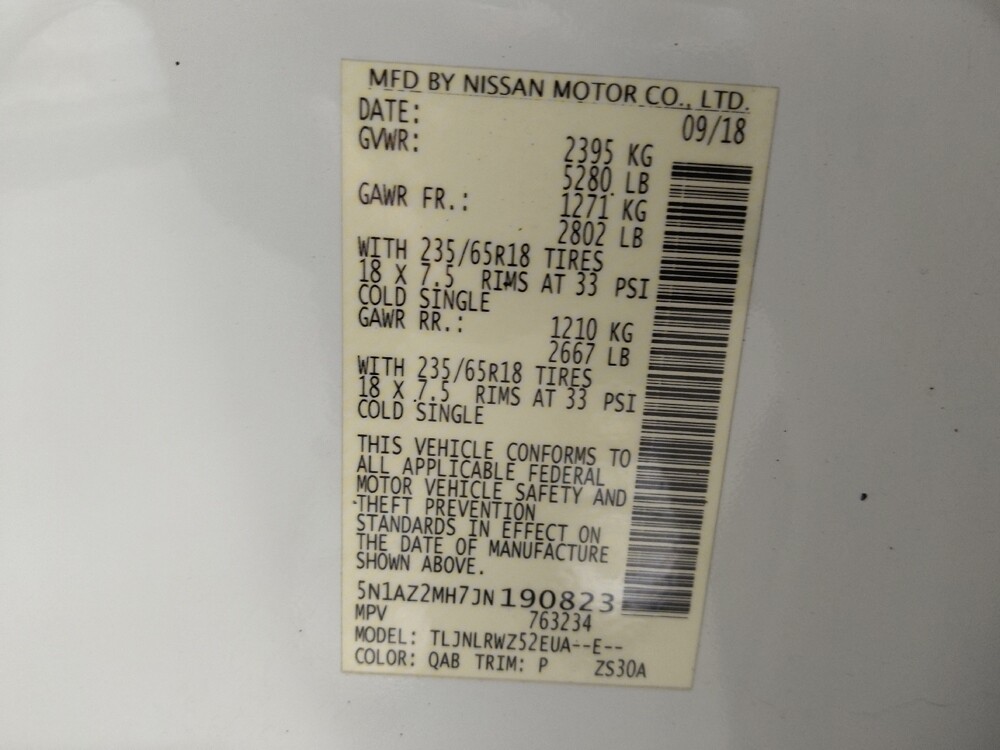 MFD BY NISSAN MOTOR CO., LTD.
DATE: 09/18
GVWR: 2395 KG
5280 LB
GAWR FR.: 1271 KG
2802 LB
WITH 235/65R18 TIRES
18 X 7.5 RIMS AT 33 PSI
COLD SINGLE
GAWR RR.: 1210 KG
2667 LB
WITH 235/65R18 TIRES
18 X 7.5 RIMS AT 33 PSI
COLD SINGLE
THIS VEHICLE CONFORMS TO
ALL APPLICABLE FEDERAL
MOTOR VEHICLE SAFETY AND
THEFT PREVENTION
STANDARDS IN EFFECT ON
THE DATE OF MANUFACTURE
SHOWN ABOVE.
5N1AZ2MH7JN190823
MPV 763234
MODEL: TLJNLRWZ52EUA--E--
COLOR: QAB TRIM: P ZS30A